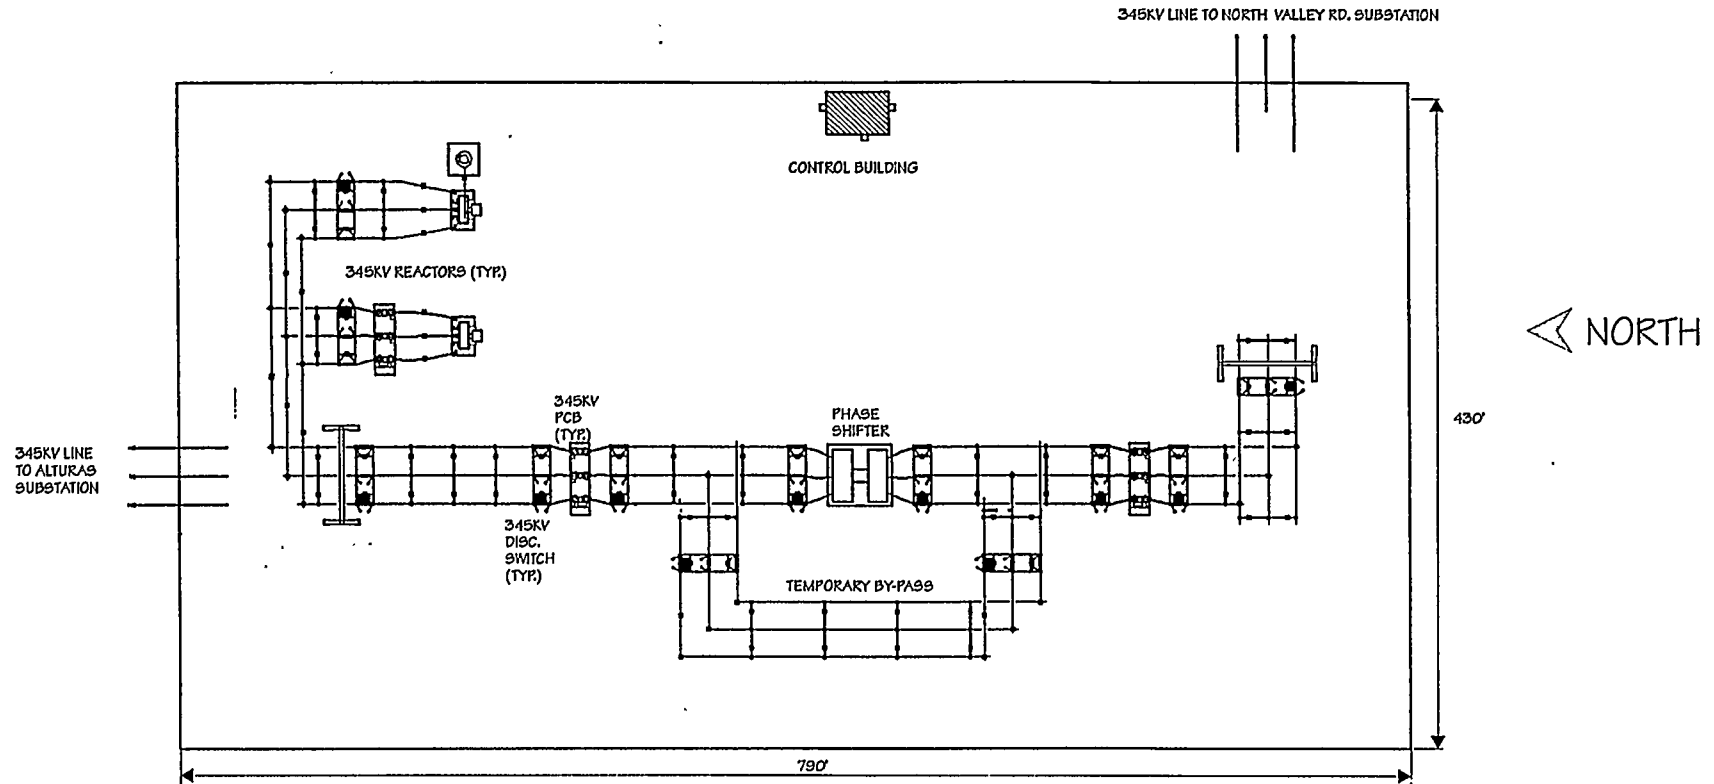 345KV LINE TO NORTH VALLEY RD. SUBSTATION
CONTROL BUILDING
345KV REACTORS (TYP.)
NORTH
345KV
PCB
(TYP.)
PHASE
SHIFTER
430'
345KV LINE
TO ALTURAS
SUBSTATION
345KV
DISC.
SWITCH
(TYP.)
TEMPORARY BY-PASS
790'